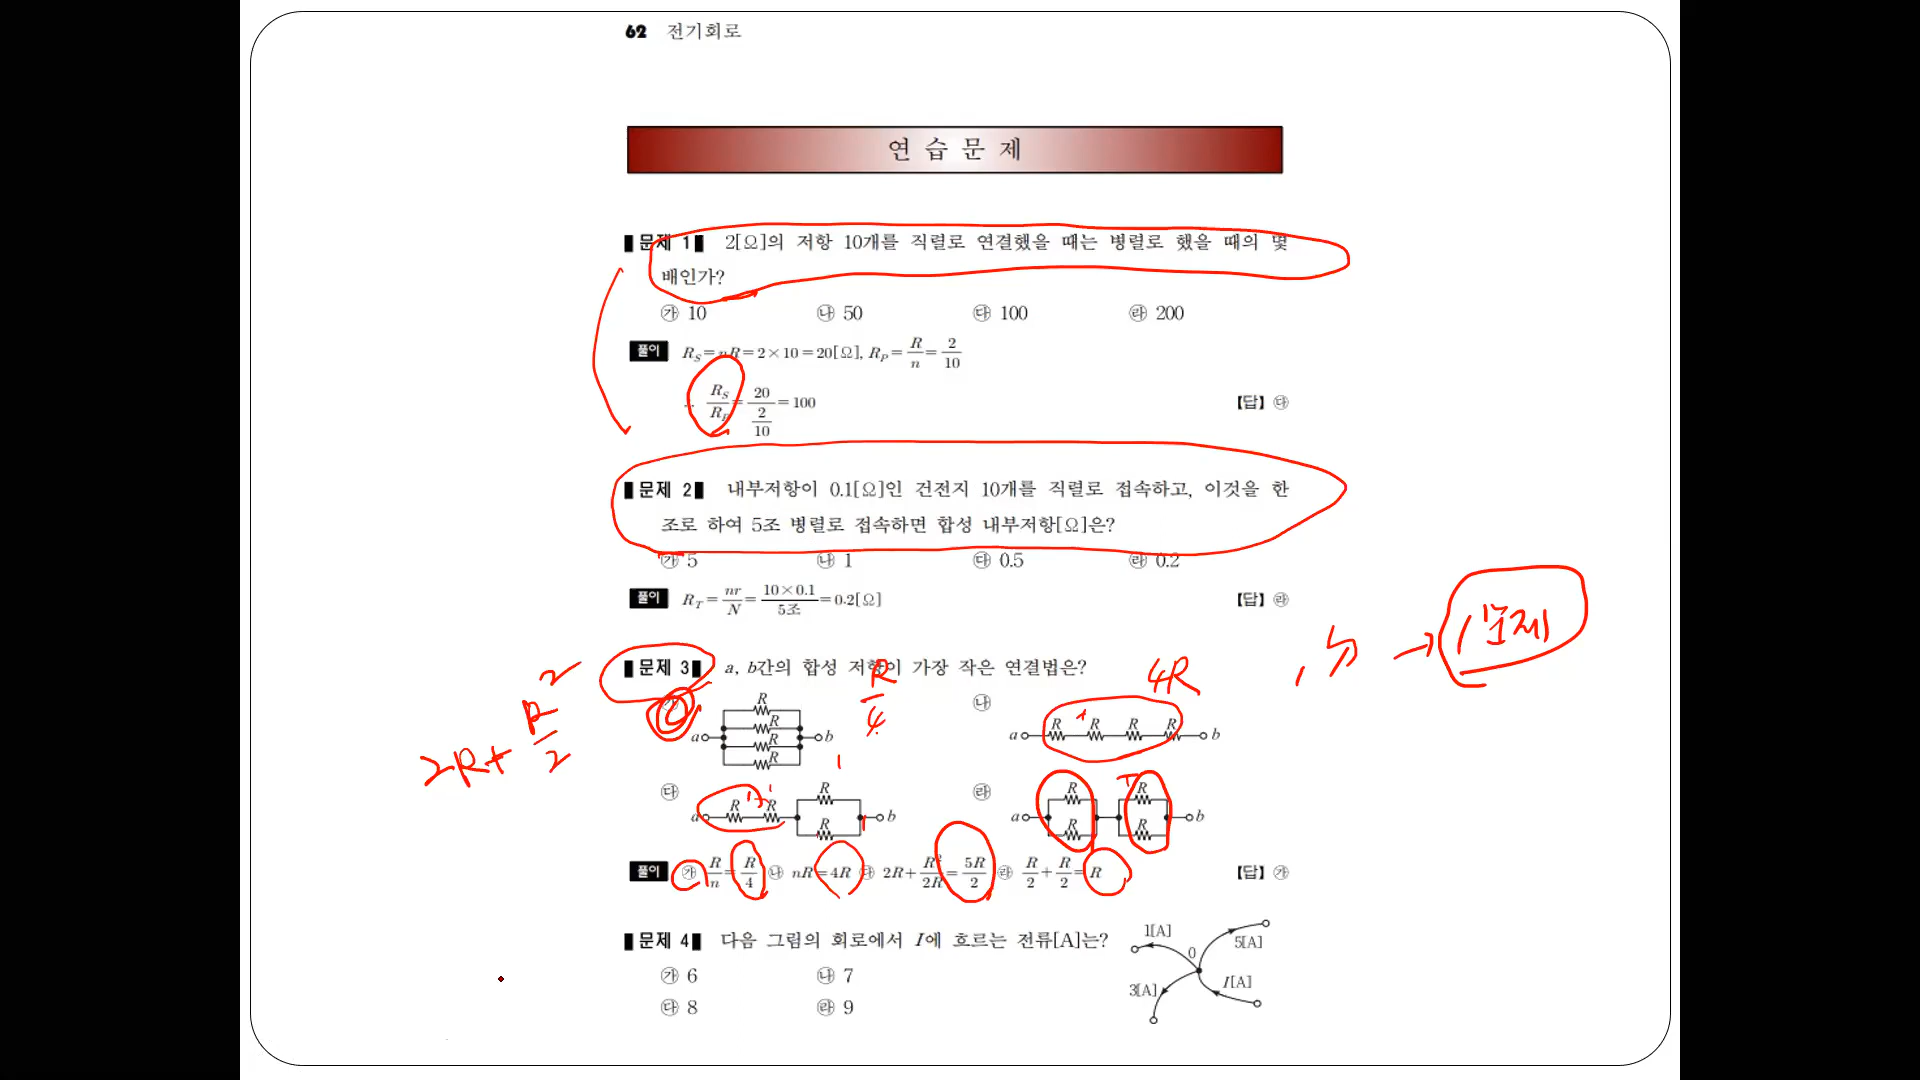 62 전기회로
연 습 문 제
문제 1 2[Ω]의 저항 10개를 직렬로 연결했을 때는 병렬로 했을 때의 몇
배인가?
㉮ 10 ㉯ 50 ㉰ 100 ㉱ 200
풀이 R_S = nR = 2×10 = 20[Ω], R_P = R/n = 2/10
∴ R_S/R_P = 20/(2/10) = 100 【답】 ㉰
문제 2 내부저항이 0.1[Ω]인 건전지 10개를 직렬로 접속하고, 이것을 한
조로 하여 5조 병렬로 접속하면 합성 내부저항[Ω]은?
㉮ 5 ㉯ 1 ㉰ 0.5 ㉱ 0.2
풀이 R_T = nr/N = 10×0.1/5조 = 0.2[Ω] 【답】 ㉱
1문제
문제 3 a, b간의 합성 저항이 가장 작은 연결법은?
R/4
4R
2R+
㉮ a R R R R b
㉯ a R R R R b
㉰ a R R R R b
㉱ a R R R R b
풀이 ㉮ R/n = R/4 ㉯ nR = 4R ㉰ 2R + R²/2R = 5R/2 ㉱ R/2 + R/2 = R 【답】 ㉮
문제 4 다음 그림의 회로에서 I에 흐르는 전류[A]는?
㉮ 6 ㉯ 7
㉰ 8 ㉱ 9
1[A] 0 5[A]
3[A] I[A]